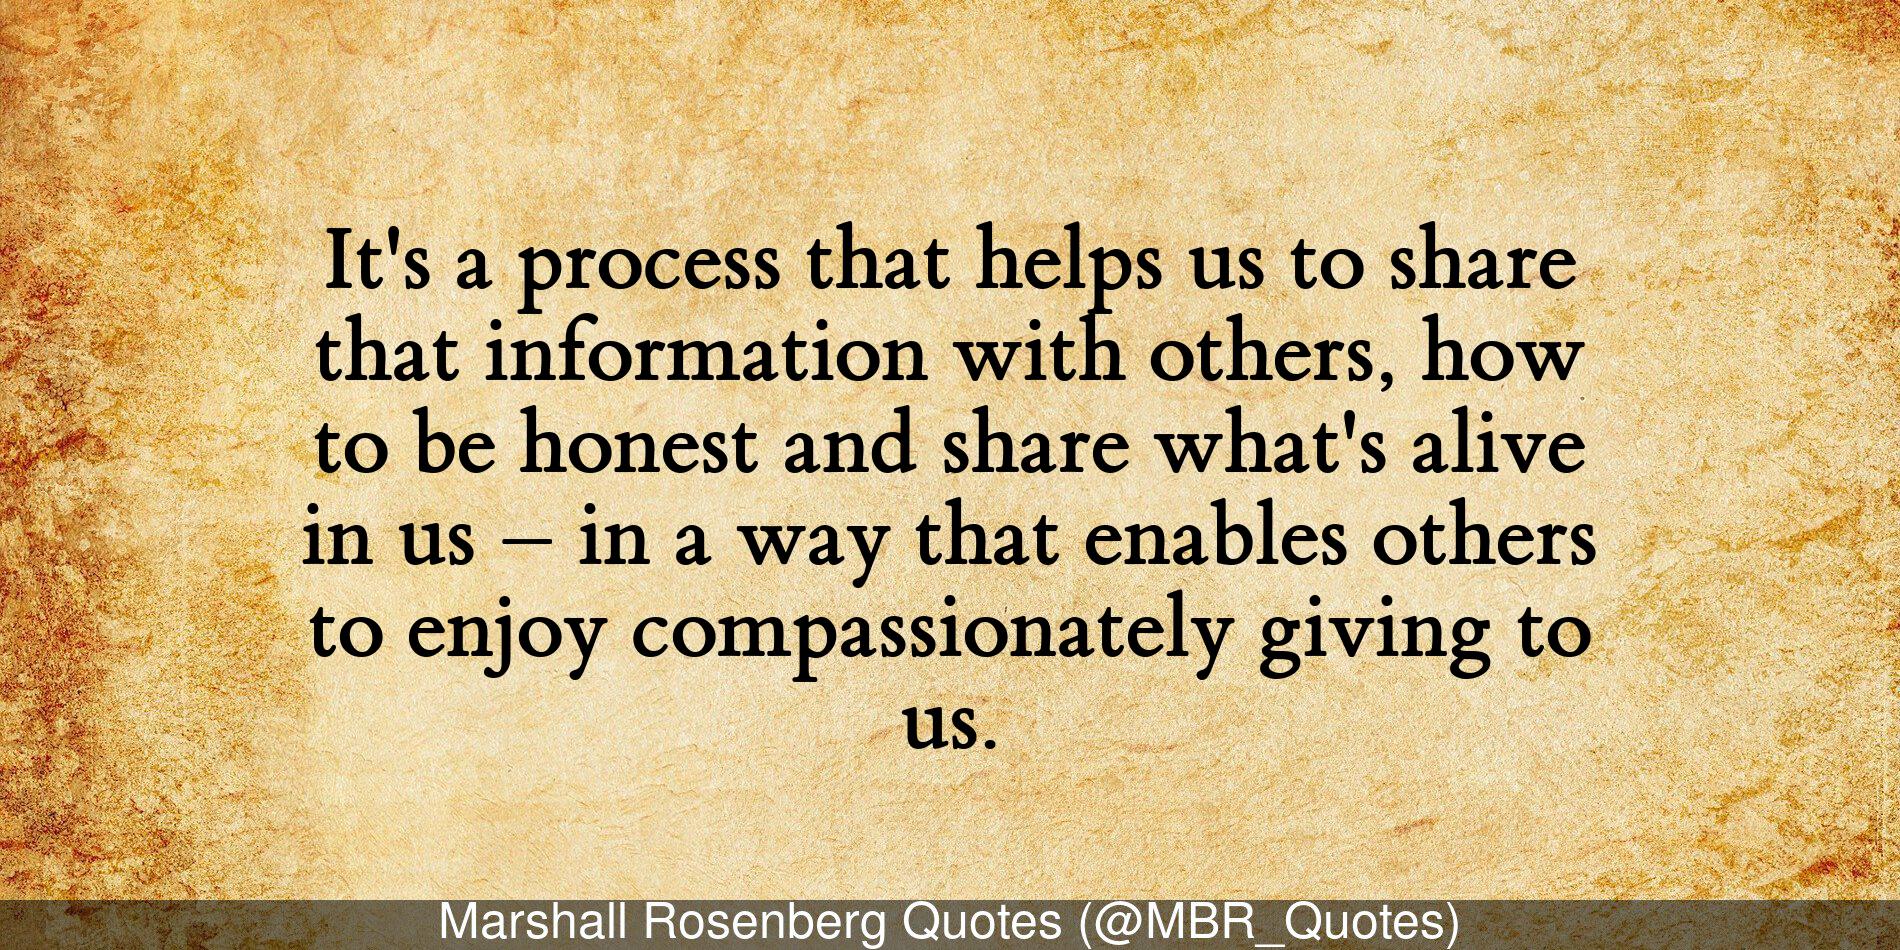 It's a process that helps us to share
that information with others, how
to be honest and share what's alive
in us – in a way that enables others
to enjoy compassionately giving to
us.
Marshall Rosenberg Quotes (@MBR_Quotes)